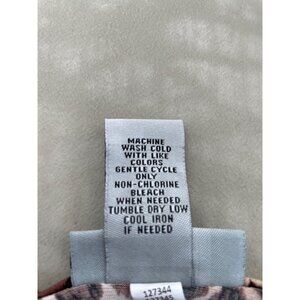 MACHINE
WASH COLD
WITH LIKE
COLORS
GENTLE CYCLE
ONLY
NON-CHLORINE
BLEACH
WHEN NEEDED
TUMBLE DRY LOW
COOL IRON
IF NEEDED
127344